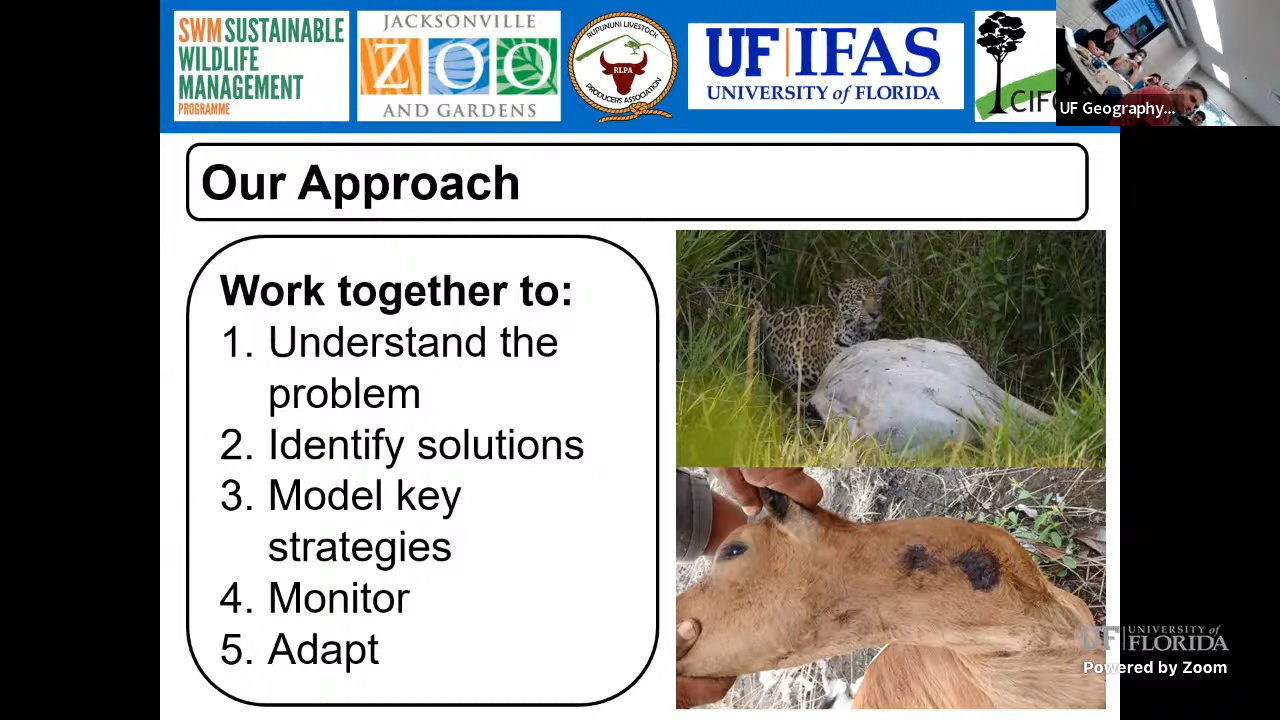 SWM SUSTAINABLE
WILDLIFE
MANAGEMENT
PROGRAMME
JACKSONVILLE
ZOO
AND GARDENS
RUPUNUNI LIVESTOCK
RLPA
PRODUCERS ASSOCIATION
UF|IFAS
UNIVERSITY of FLORIDA
CIFO
UF Geography...
Our Approach
Work together to:
1. Understand the
problem
2. Identify solutions
3. Model key
strategies
4. Monitor
5. Adapt
UF UNIVERSITY of
FLORIDA
Powered by Zoom